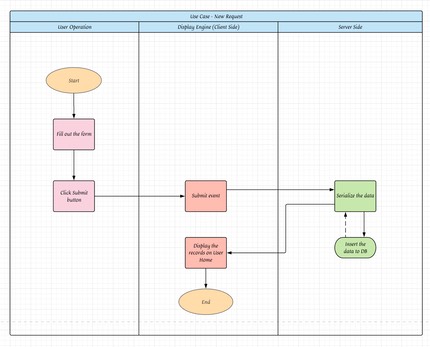 Use Case - New Request
User Operation
Display Engine (Client Side)
Server Side
Start
Fill out the form
Click Submit
button
Submit event
Serialize the data
Display the
records on User
Home
Insert the
data to DB
End